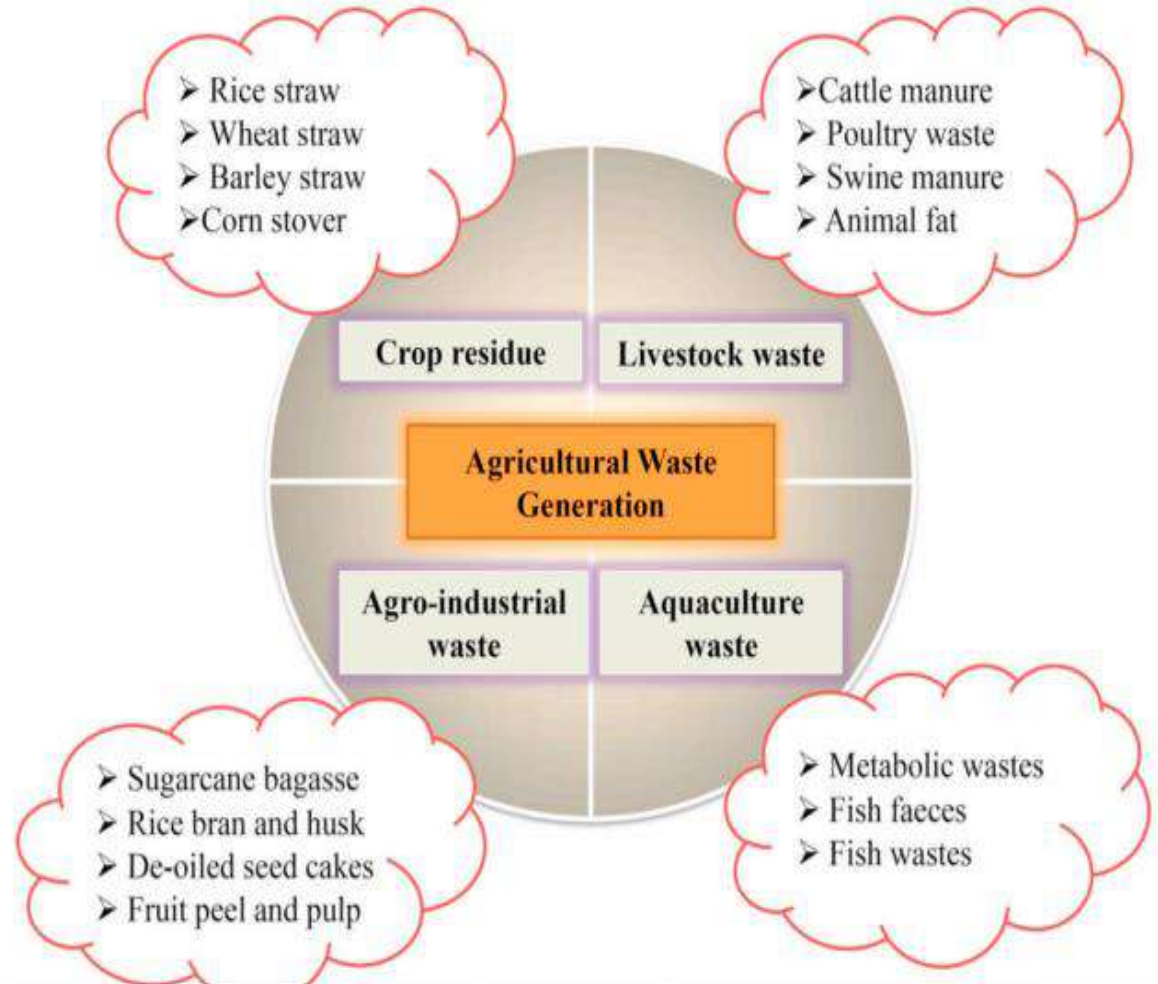 ➢ Rice straw
➢ Wheat straw
➢ Barley straw
➢Corn stover
➢Cattle manure
➢ Poultry waste
➢ Swine manure
➢ Animal fat
Crop residue
Livestock waste
Agricultural Waste
Generation
Agro-industrial
waste
Aquaculture
waste
➢ Sugarcane bagasse
➢ Rice bran and husk
➢ De-oiled seed cakes
➢ Fruit peel and pulp
➢ Metabolic wastes
➢ Fish faeces
➢ Fish wastes